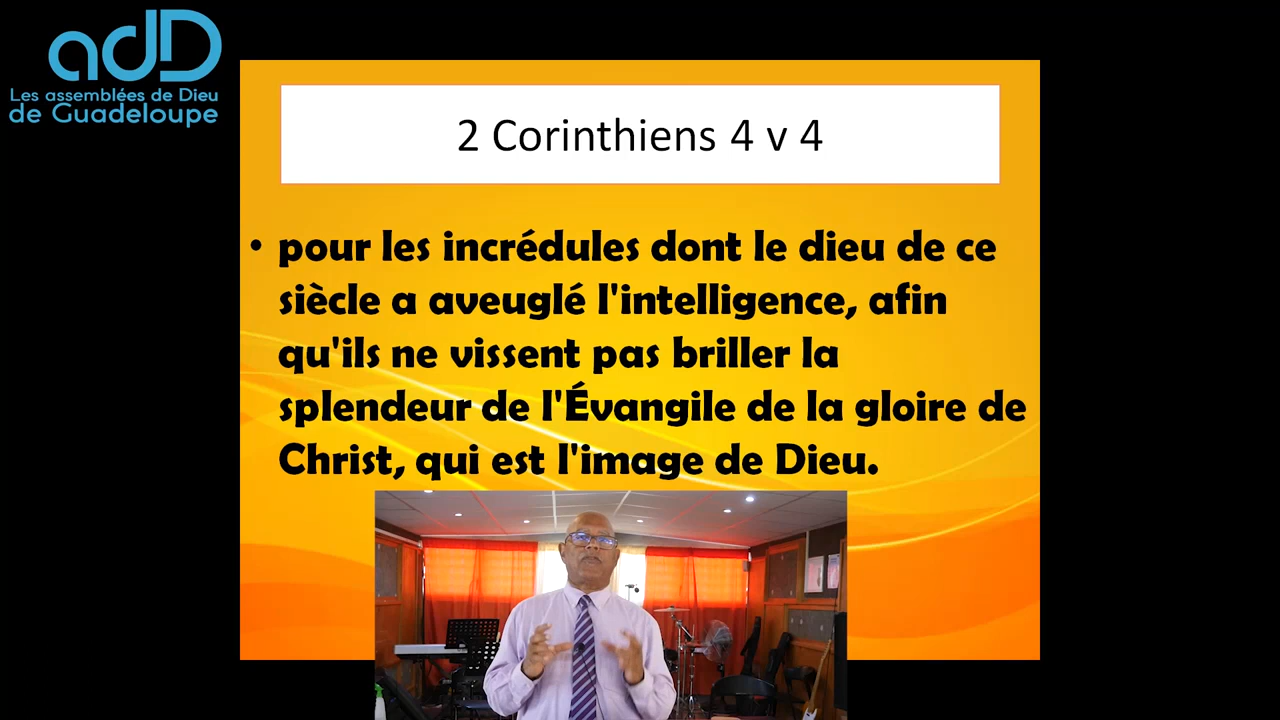 adD
Les assemblées de Dieu
de Guadeloupe
2 Corinthiens 4 v 4
• pour les incrédules dont le dieu de ce
siècle a aveuglé l'intelligence, afin
qu'ils ne vissent pas briller la
splendeur de l'Évangile de la gloire de
Christ, qui est l'image de Dieu.